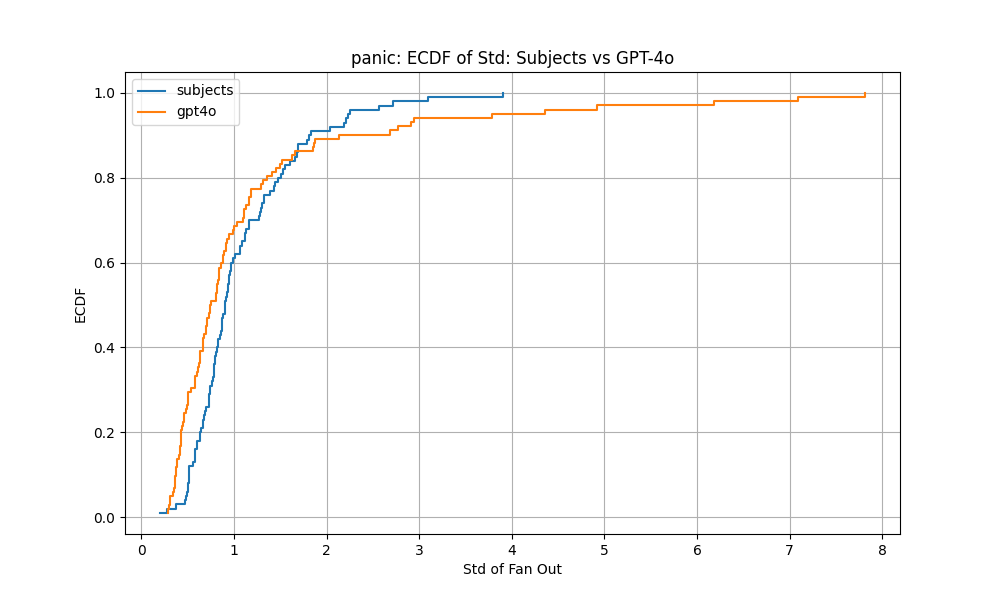 panic: ECDF of Std: Subjects vs GPT-4o
subjects
gpt4o
1.0
0.8
0.6
0.4
0.2
0.0
ECDF
0 1 2 3 4 5 6 7 8
Std of Fan Out